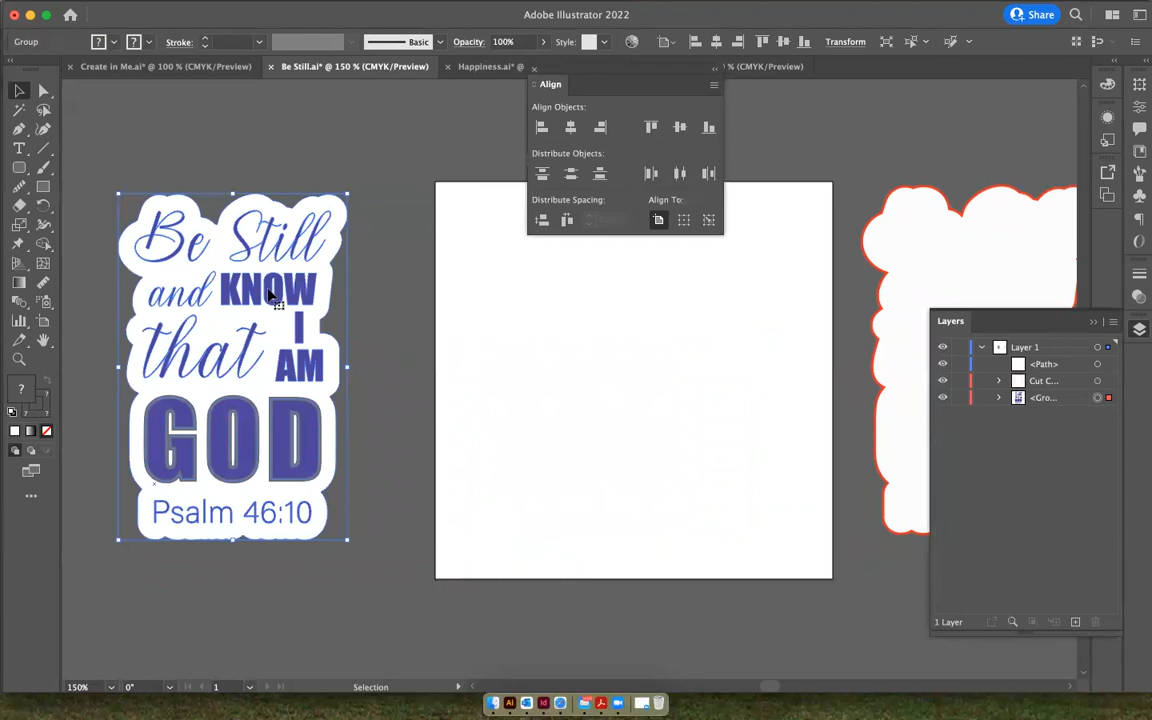 Adobe Illustrator 2022
Share
Group
?
?
Stroke:
Basic
Opacity:
100%
Style:
Transform
Create in Me.ai* @ 100 % (CMYK/Preview)
Be Still.ai* @ 150 % (CMYK/Preview)
Happiness.ai* @
% (CMYK/Preview)
Align
Align Objects:
Distribute Objects:
Distribute Spacing:
Align To:
Be Still
and KNOW
that I
AM
GOD
Psalm 46:10
Layers
Layer 1
<Path>
Cut C...
<Gro...
1 Layer
?
?
?
150%
0°
1
Selection